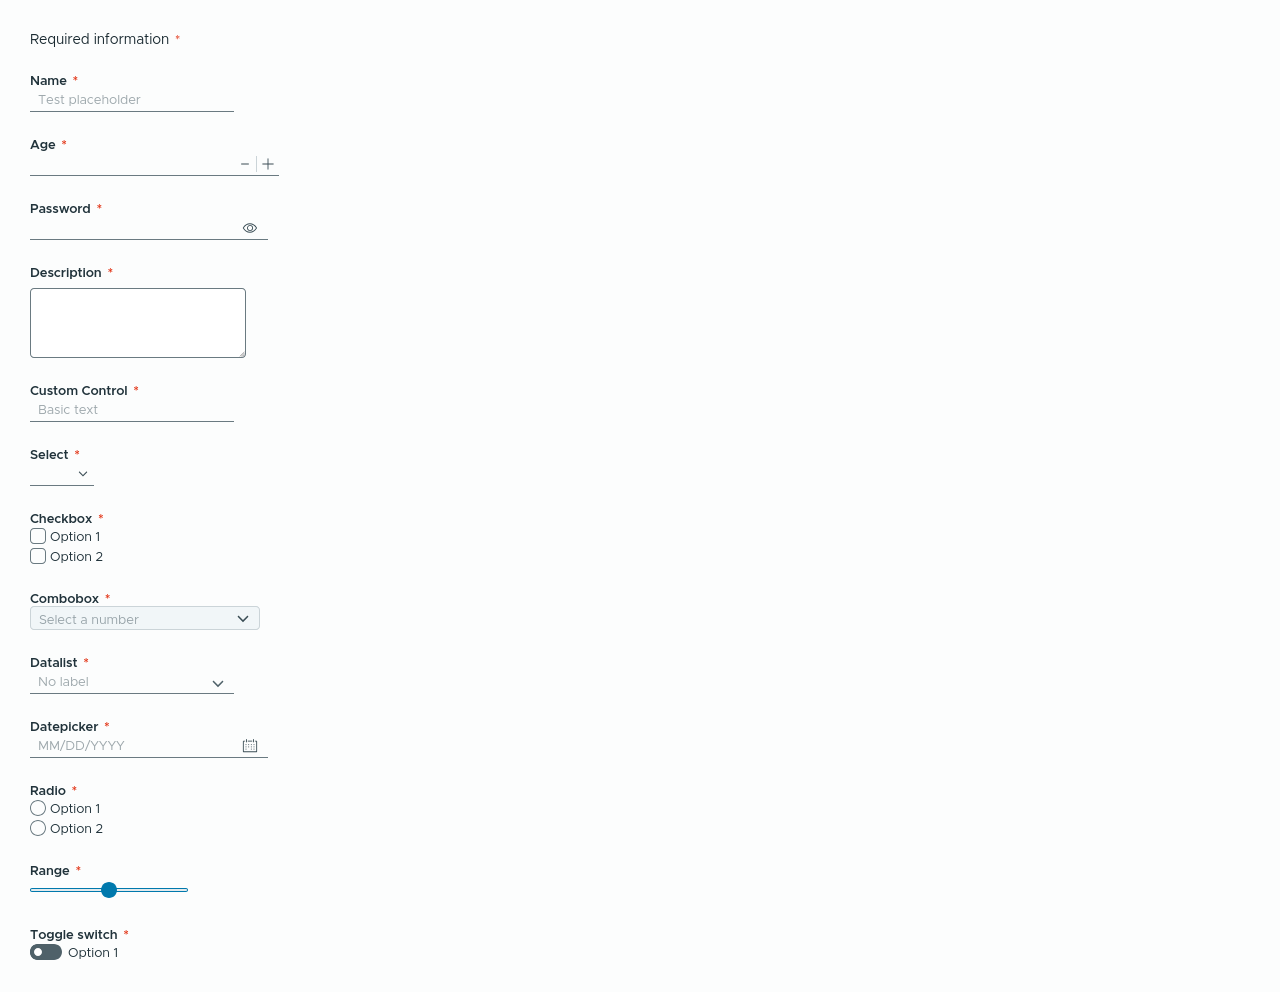 Required information *
Name *
Test placeholder
Age *
Password *
Description *
Custom Control *
Basic text
Select *
Checkbox *
Option 1
Option 2
Combobox *
Select a number
Datalist *
No label
Datepicker *
MM/DD/YYYY
Radio *
Option 1
Option 2
Range *
Toggle switch *
Option 1